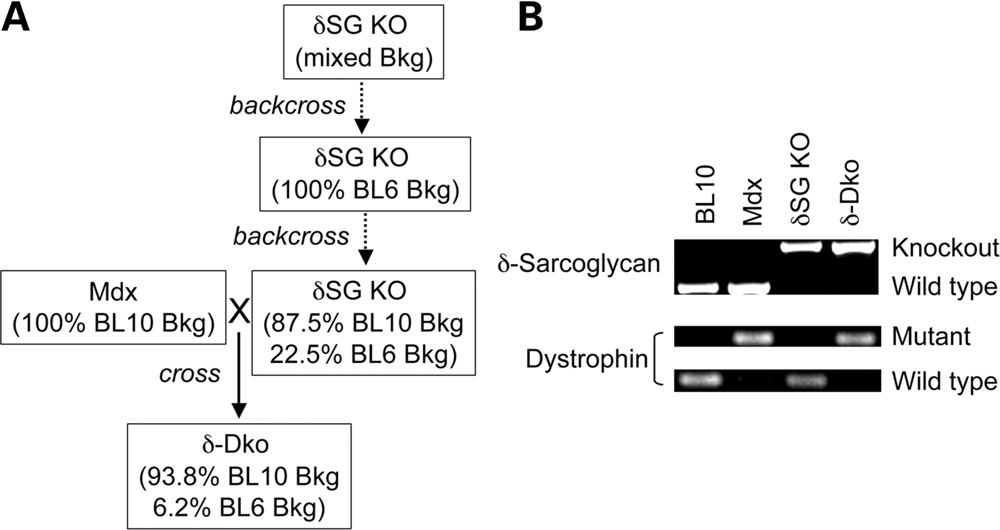 A
δSG KO
(mixed Bkg)
backcross
δSG KO
(100% BL6 Bkg)
backcross
Mdx
(100% BL10 Bkg)
X
δSG KO
(87.5% BL10 Bkg
22.5% BL6 Bkg)
cross
δ-Dko
(93.8% BL10 Bkg
6.2% BL6 Bkg)
B
BL10
Mdx
δSG KO
δ-Dko
δ-Sarcoglycan
Knockout
Wild type
Dystrophin
Mutant
Wild type